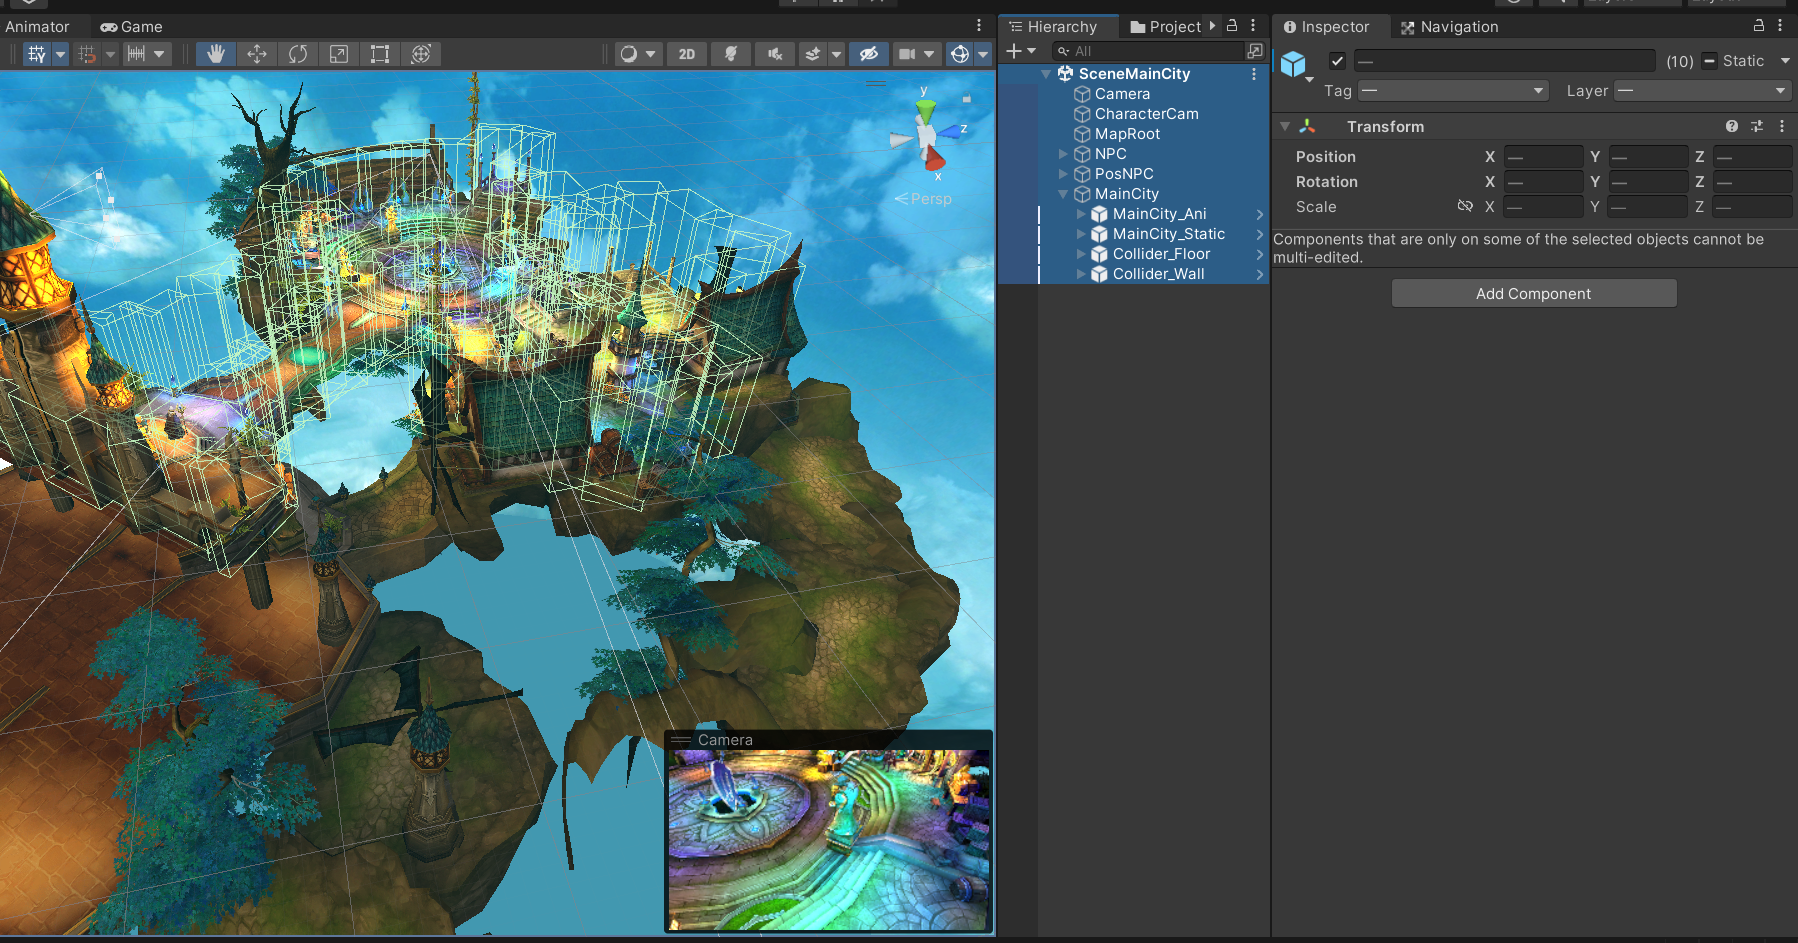 Animator
Game
2D
y
z
x
Persp
Camera
Hierarchy
Project
All
SceneMainCity
Camera
CharacterCam
MapRoot
NPC
PosNPC
MainCity
MainCity_Ani
MainCity_Static
Collider_Floor
Collider_Wall
Inspector
Navigation
— (10) Static
Tag — Layer —
Transform
Position X — Y — Z —
Rotation X — Y — Z —
Scale X — Y — Z —
Components that are only on some of the selected objects cannot be
multi-edited.
Add Component